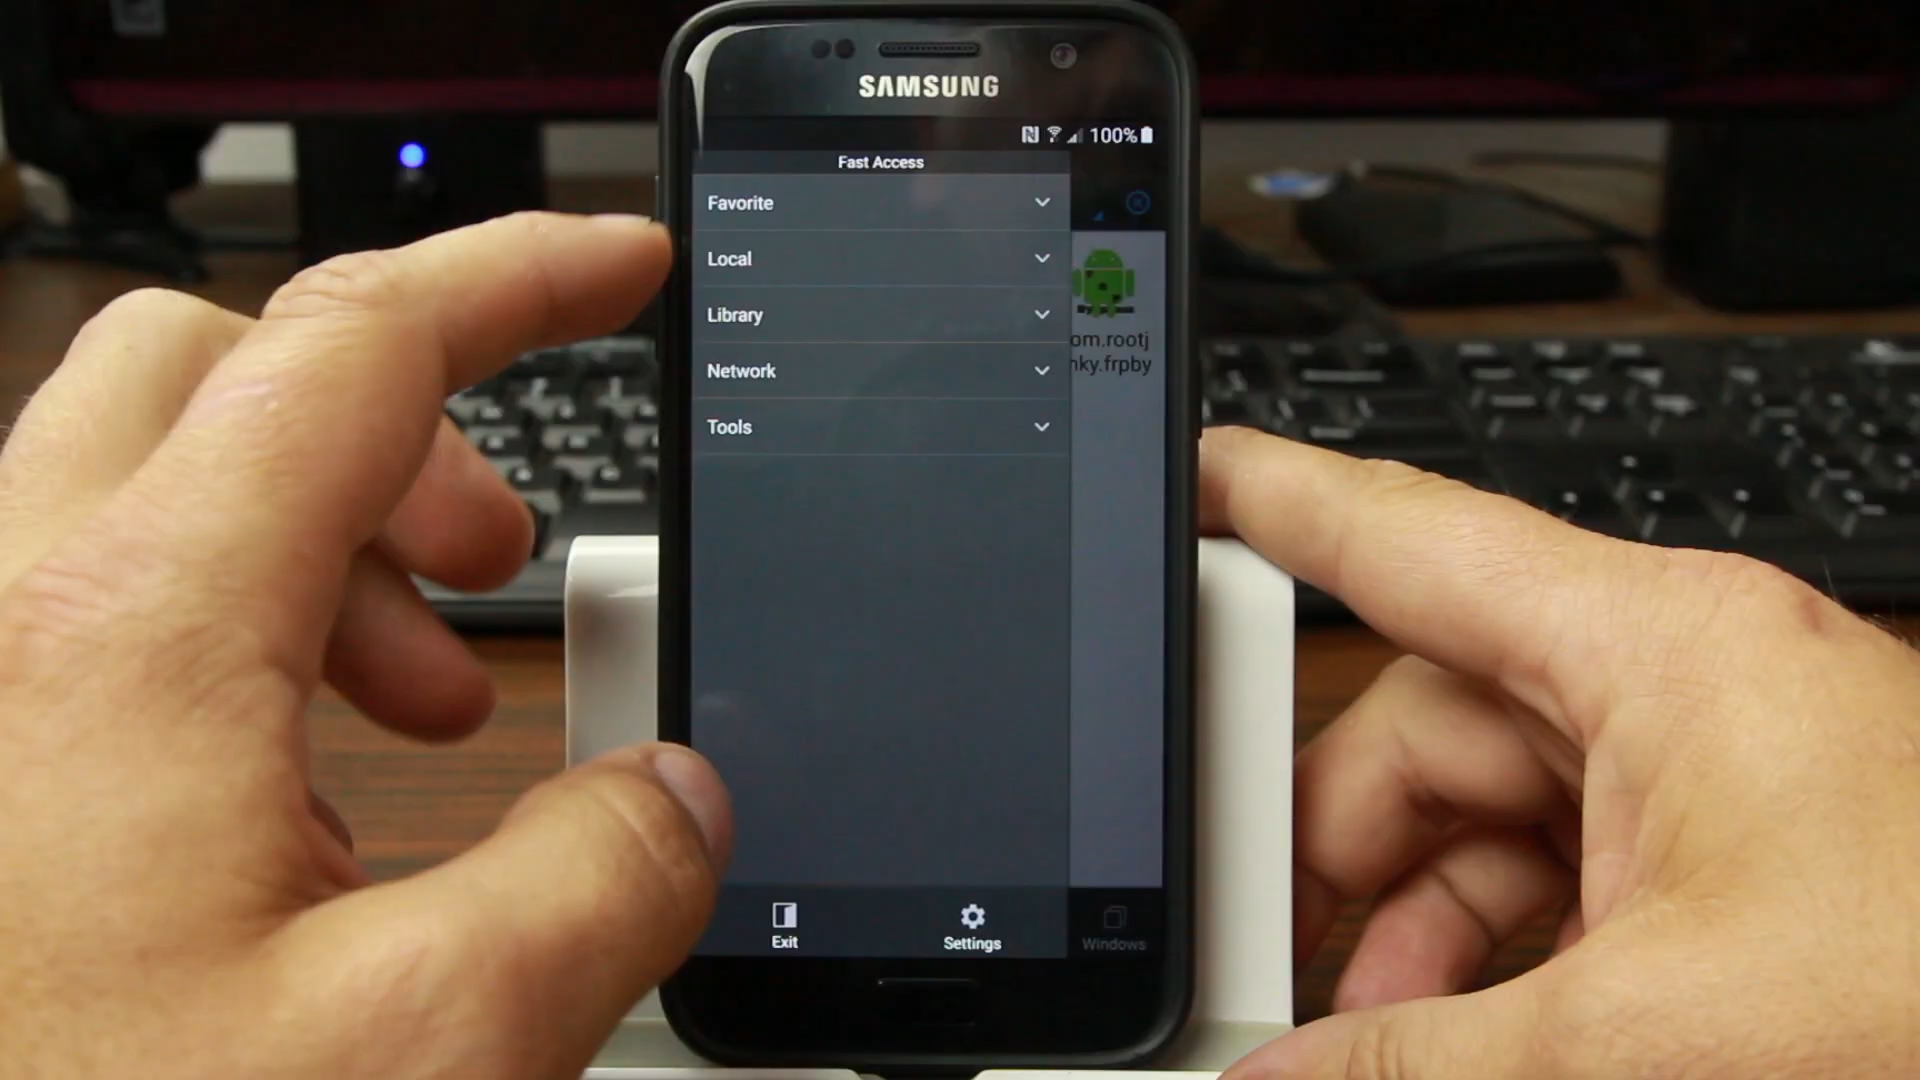 SAMSUNG
100%
Fast Access
Favorite
Local
Library
Network
Tools
om.rootj
nky.frpby
Exit
Settings
Windows